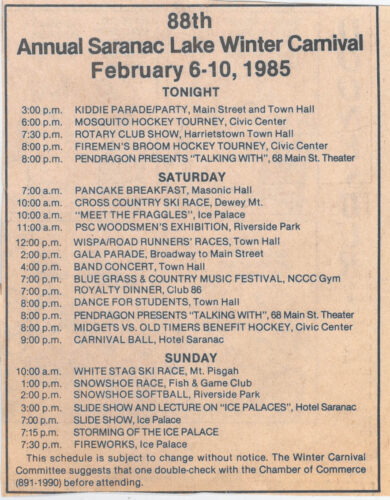 88th
Annual Saranac Lake Winter Carnival
February 6-10, 1985
TONIGHT
3:00 p.m. KIDDIE PARADE/PARTY, Main Street and Town Hall
6:00 p.m. MOSQUITO HOCKEY TOURNEY, Civic Center
7:30 p.m. ROTARY CLUB SHOW, Harrietstown Town Hall
8:00 p.m. FIREMEN'S BROOM HOCKEY TOURNEY, Civic Center
8:00 p.m. PENDRAGON PRESENTS "TALKING WITH", 68 Main St. Theater
SATURDAY
7:00 a.m. PANCAKE BREAKFAST, Masonic Hall
10:00 a.m. CROSS COUNTRY SKI RACE, Dewey Mt.
10:00 a.m. "MEET THE FRAGGLES", Ice Palace
11:00 a.m. PSC WOODSMEN'S EXHIBITION, Riverside Park
12:00 p.m. WISPA/ROAD RUNNERS' RACES, Town Hall
2:00 p.m. GALA PARADE, Broadway to Main Street
4:00 p.m. BAND CONCERT, Town Hall
7:00 p.m. BLUE GRASS & COUNTRY MUSIC FESTIVAL, NCCC Gym
7:00 p.m. ROYALTY DINNER, Club 86
8:00 p.m. DANCE FOR STUDENTS, Town Hall
8:00 p.m. PENDRAGON PRESENTS "TALKING WITH", 68 Main St. Theater
8:00 p.m. MIDGETS VS. OLD TIMERS BENEFIT HOCKEY, Civic Center
9:00 p.m. CARNIVAL BALL, Hotel Saranac
SUNDAY
10:00 a.m. WHITE STAG SKI RACE, Mt. Pisgah
1:00 p.m. SNOWSHOE RACE, Fish & Game Club
2:00 p.m. SNOWSHOE SOFTBALL, Riverside Park
3:00 p.m. SLIDE SHOW AND LECTURE ON "ICE PALACES", Hotel Saranac
7:00 p.m. SLIDE SHOW, Ice Palace
7:15 p.m. STORMING OF THE ICE PALACE
7:30 p.m. FIREWORKS, Ice Palace
This schedule is subject to change without notice. The Winter Carnival
Committee suggests that one double-check with the Chamber of Commerce
(891-1990) before attending.